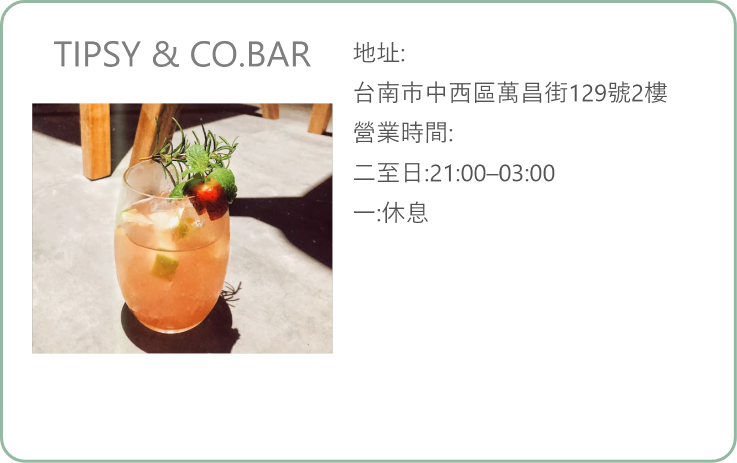 TIPSY & CO.BAR
地址:
台南市中西區萬昌街129號2樓
營業時間:
二至日:21:00–03:00
一:休息